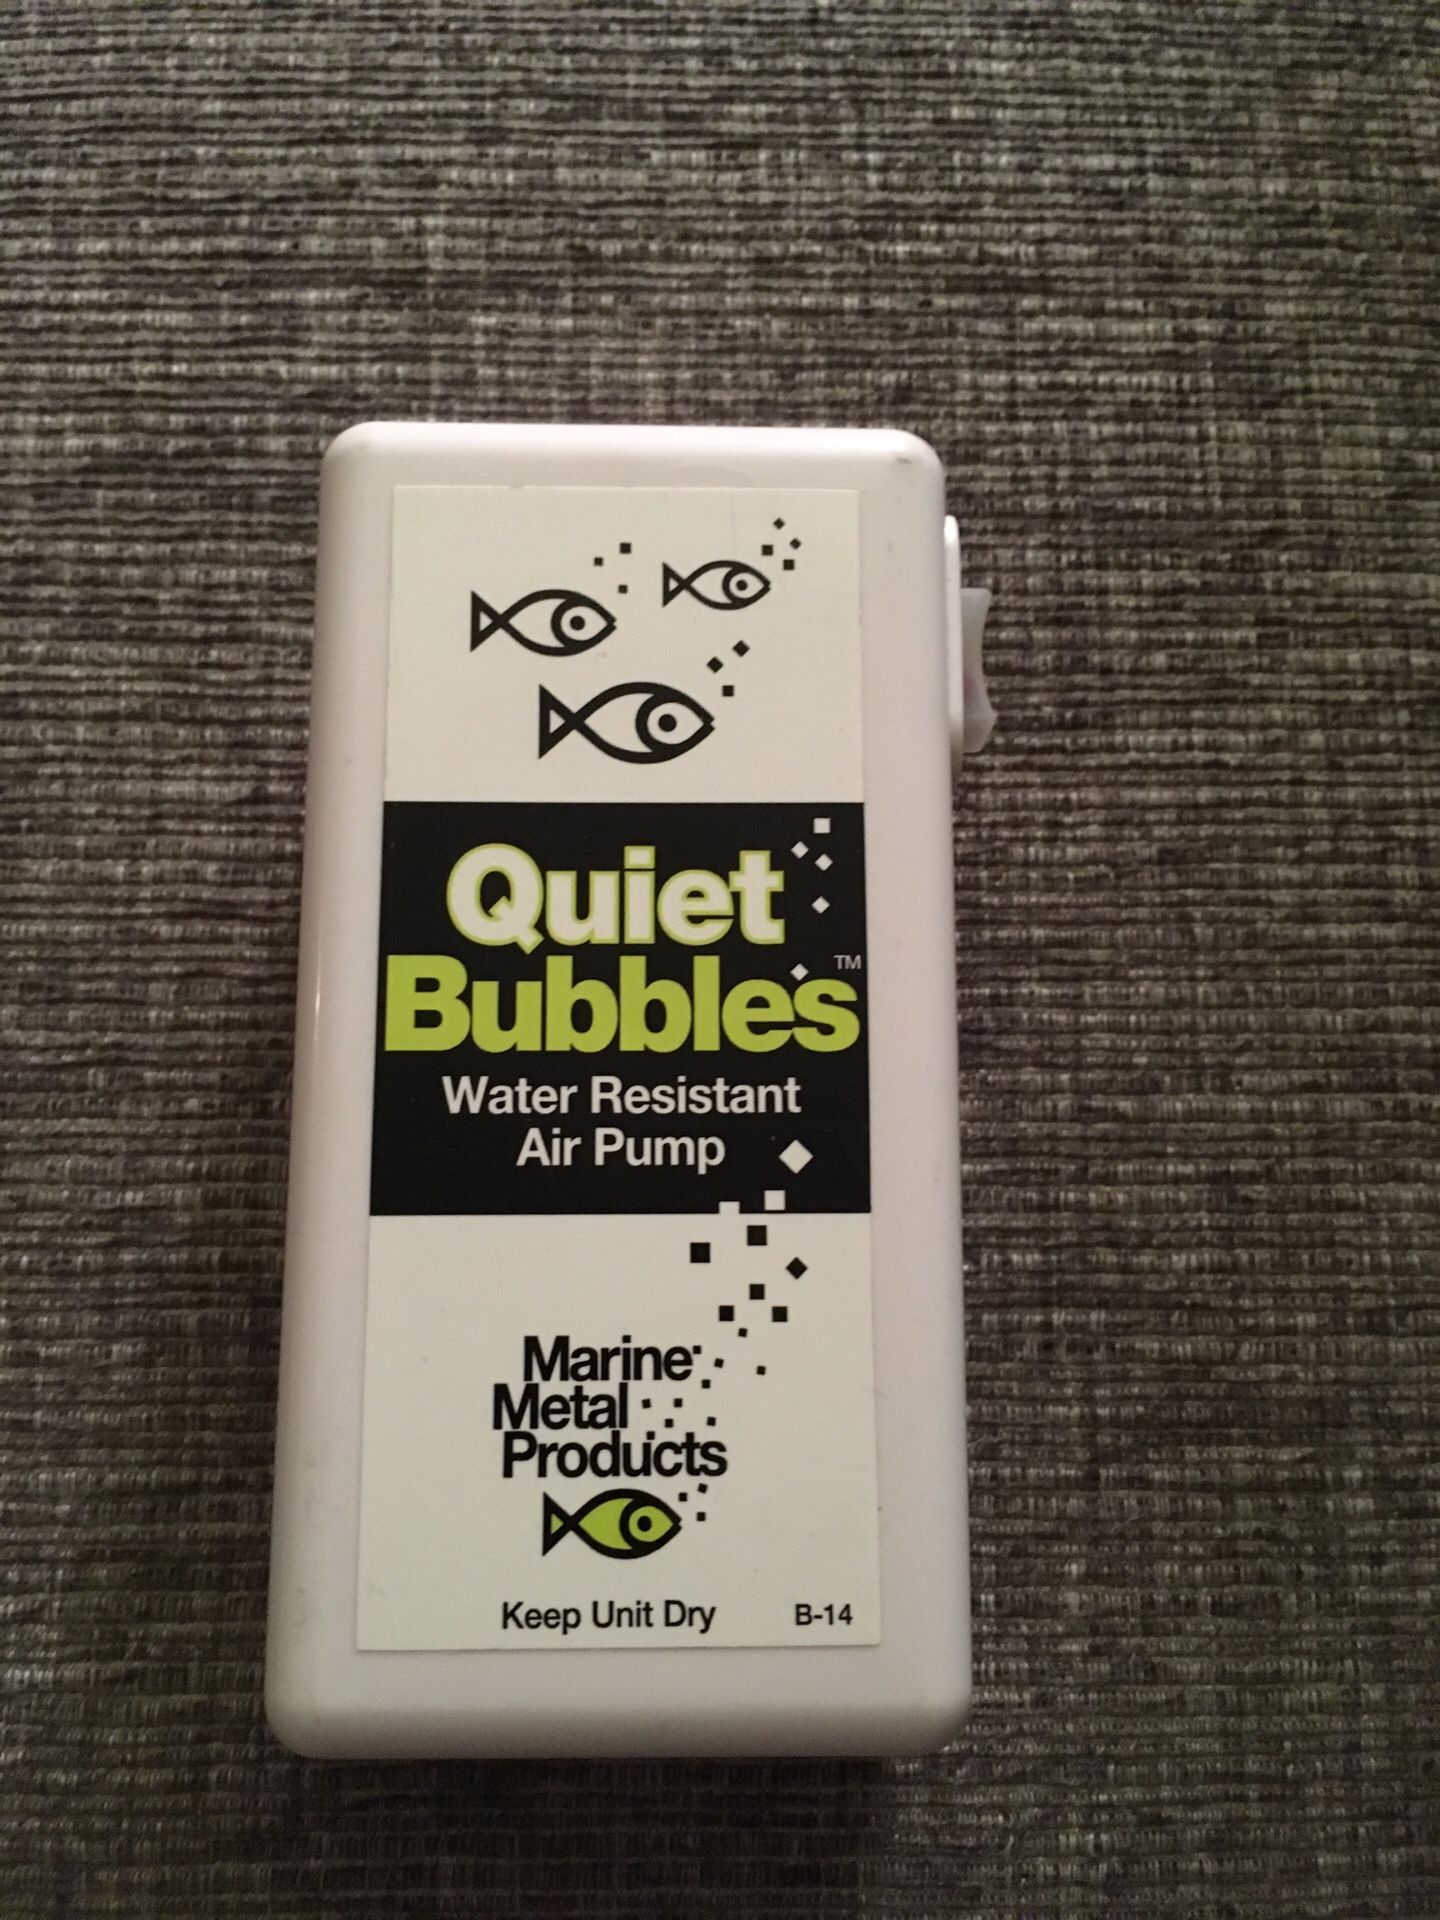 Quiet
Bubbles™
Water Resistant
Air Pump
Marine
Metal
Products
Keep Unit Dry B-14